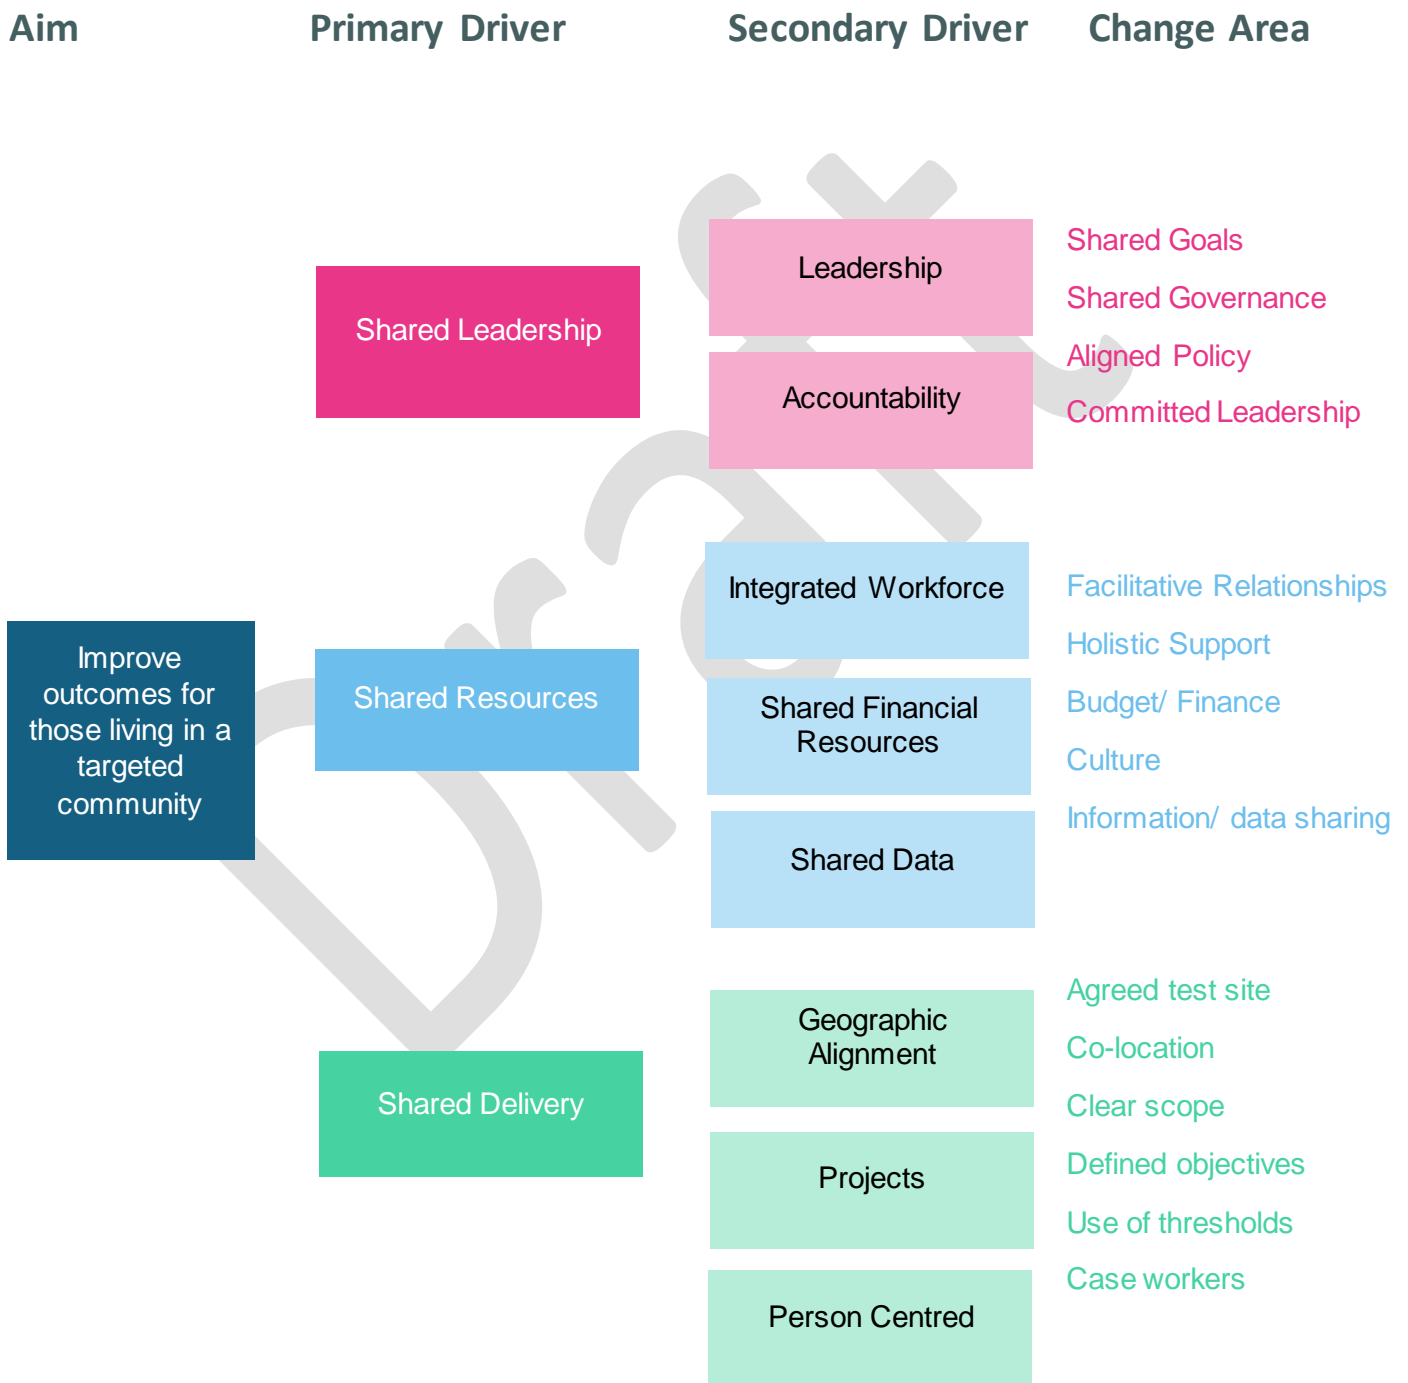 Aim
Primary Driver
Secondary Driver
Change Area
Draft
Improve
outcomes for
those living in a
targeted
community
Shared Leadership
Leadership
Accountability
Shared Goals
Shared Governance
Aligned Policy
Committed Leadership
Shared Resources
Integrated Workforce
Shared Financial
Resources
Shared Data
Facilitative Relationships
Holistic Support
Budget/ Finance
Culture
Information/ data sharing
Shared Delivery
Geographic
Alignment
Projects
Person Centred
Agreed test site
Co-location
Clear scope
Defined objectives
Use of thresholds
Case workers